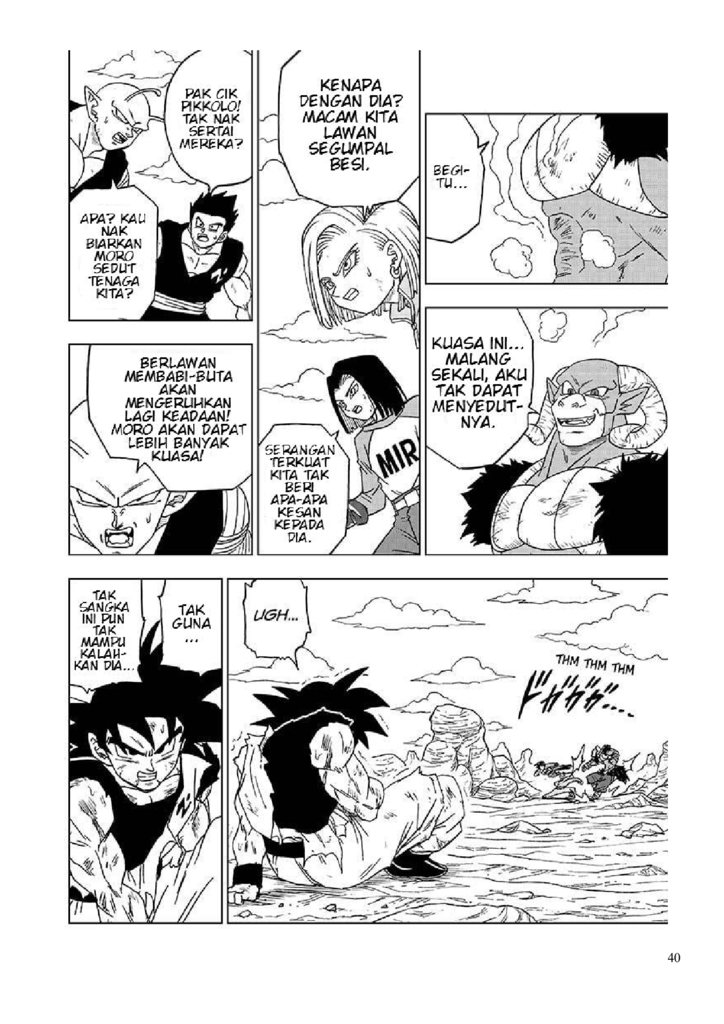 BEGI-
TU...
KUASA INI...
MALANG
SEKALI, AKU
TAK DAPAT
MENYEDUT-
NYA.
KENAPA
DENGAN DIA?
MACAM KITA
LAWAN
SEGUMPAL
BESI.
SERANGAN
TERKUAT
KITA TAK
BERI
APA-APA
KESAN
KEPADA
DIA.
MIR
PAK CIK
PIKKOLO!
TAK NAK
SERTAI
MEREKA?
APA? KAU
NAK
BIARKAN
MORO
SEDUT
TENAGA
KITA?
BERLAWAN
MEMBABI-BUTA
AKAN
MENGERUHKAN
LAGI KEADAAN!
MORO AKAN DAPAT
LEBIH BANYAK
KUASA!
THM THM THM
ドガガガ....
UGH...
TAK
GUNA
...
TAK
SANGKA
INI PUN
TAK
MAMPU
KALAH-
KAN DIA...
40